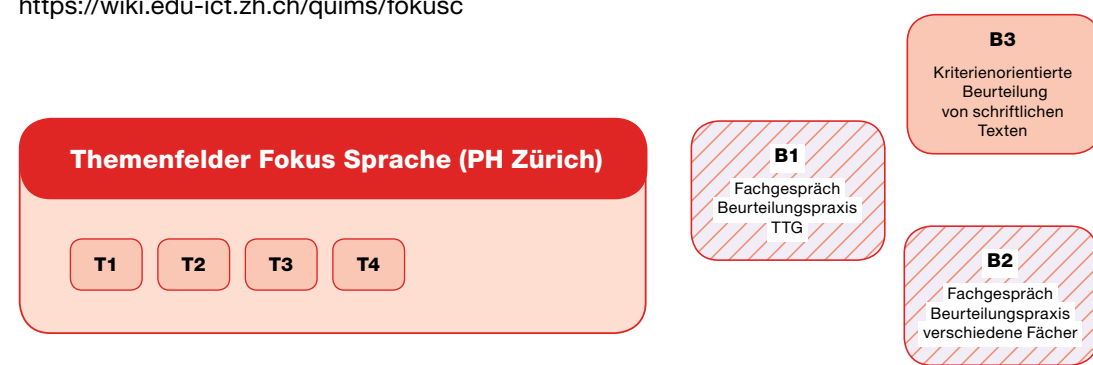 https://wiki.edu-ict.zh.ch/quims/fokusc
Themenfelder Fokus Sprache (PH Zürich)
T1
T2
T3
T4
B1
Fachgespräch
Beurteilungspraxis
TTG
B3
Kriterienorientierte
Beurteilung
von schriftlichen
Texten
B2
Fachgespräch
Beurteilungspraxis
verschiedene Fächer